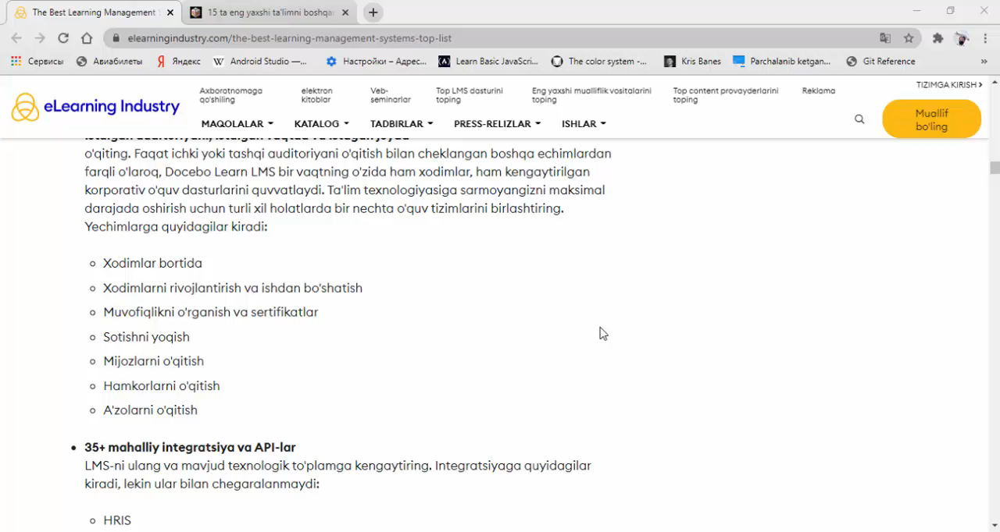 The Best Learning Management
15 ta eng yaxshi ta'limni boshqa
elearningindustry.com/the-best-learning-management-systems-top-list
Сервисы
Авиабилеты
Яндекс
Android Studio —...
Настройки – Адрес...
Learn Basic JavaScri...
The color system -...
Kris Banes
Parchalanib ketgan...
Git Reference
»
TIZIMGA KIRISH
eLearning Industry
Axborotnomaga qo'shiling
elektron kitoblar
Veb-seminarlar
Top LMS dasturini toping
Eng yaxshi mualliflik vositalarini toping
Top content provayderlarini toping
Reklama
MAQOLALAR
KATALOG
TADBIRLAR
PRESS-RELIZLAR
ISHLAR
Muallif bo'ling
o'qiting. Faqat ichki yoki tashqi auditoriyani o'qitish bilan cheklangan boshqa echimlardan
farqli o'laroq, Docebo Learn LMS bir vaqtning o'zida ham xodimlar, ham kengaytirilgan
korporativ o'quv dasturlarini quvvatlaydi. Ta'lim texnologiyasiga sarmoyangizni maksimal
darajada oshirish uchun turli xil holatlarda bir nechta o'quv tizimlarini birlashtiring.
Yechimlarga quyidagilar kiradi:
Xodimlar bortida
Xodimlarni rivojlantirish va ishdan bo'shatish
Muvofiqlikni o'rganish va sertifikatlar
Sotishni yoqish
Mijozlarni o'qitish
Hamkorlarni o'qitish
A'zolarni o'qitish
35+ mahalliy integratsiya va API-lar
LMS-ni ulang va mavjud texnologik to'plamga kengaytiring. Integratsiyaga quyidagilar
kiradi, lekin ular bilan chegaralanmaydi:
HRIS